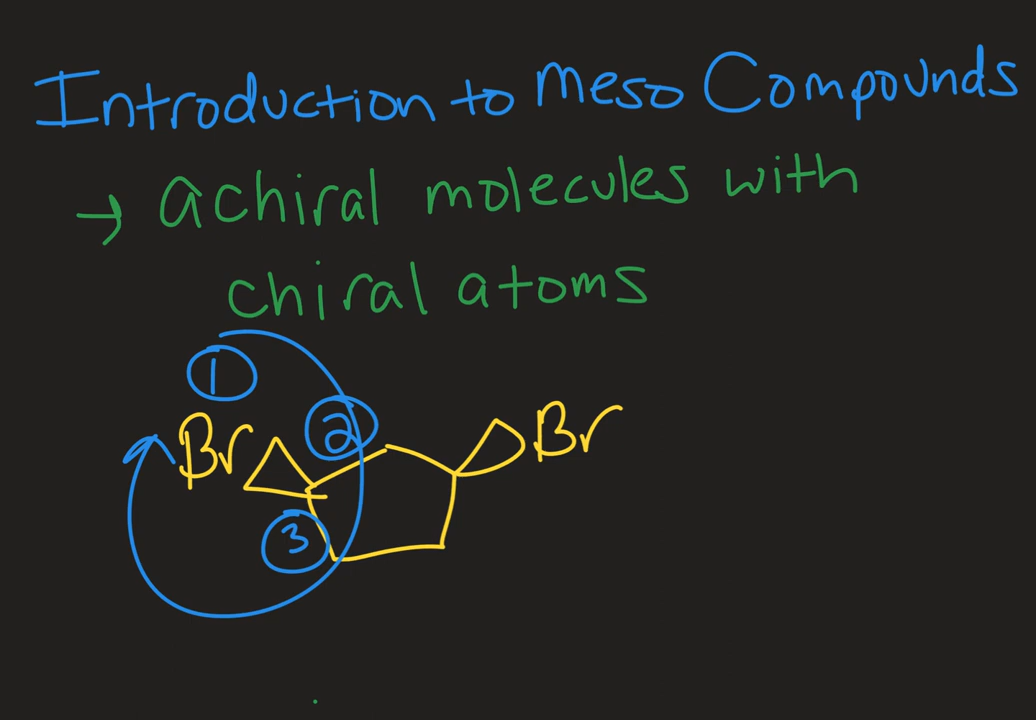 Introduction to Meso Compounds
→ achiral molecules with
chiral atoms
1
2
Br
Br
3